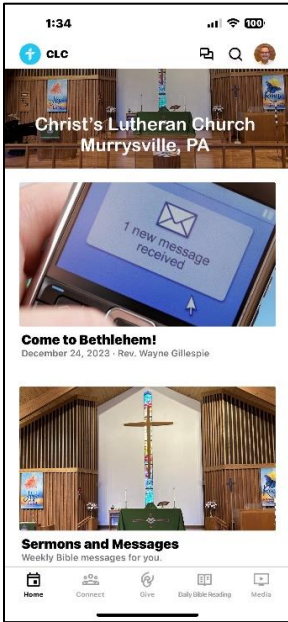 1:34
100
CLC
Christ's Lutheran Church
Murrysville, PA
1 new message
received
Come to Bethlehem!
December 24, 2023 · Rev. Wayne Gillespie
Sermons and Messages
Weekly Bible messages for you.
Home
Connect
Give
Daily Bible Reading
Media